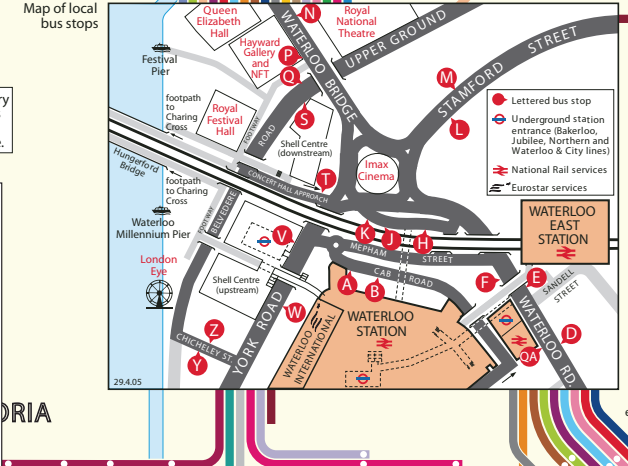 Map of local
bus stops
Queen
Elizabeth
Hall
Hayward
Gallery
and
NFT
Royal
National
Theatre
N
P
Q
S
WATERLOO BRIDGE
UPPER GROUND
STAMFORD STREET
M
L
Festival
Pier
footpath
to
Charing
Cross
Royal
Festival
Hall
FOOTWAY
ROAD
Shell Centre
(downstream)
Imax
Cinema
Lettered bus stop
Underground station
entrance (Bakerloo,
Jubilee, Northern and
Waterloo & City lines)
National Rail services
Eurostar services
Hungerford
Bridge
footpath
to Charing
Cross
CONCERT HALL APPROACH
T
BELVEDERE
FOOTWAY
Waterloo
Millennium Pier
London
Eye
V
K
J
H
MEPHAM STREET
CAB ROAD
A
B
F
E
WATERLOO
EAST
STATION
SANDELL
STREET
Shell Centre
(upstream)
W
YORK ROAD
WATERLOO
INTERNATIONAL
WATERLOO
STATION
WATERLOO RD.
D
QA
Z
CHICHELEY ST.
Y
29.4.05
ry
e.
ORIA
e